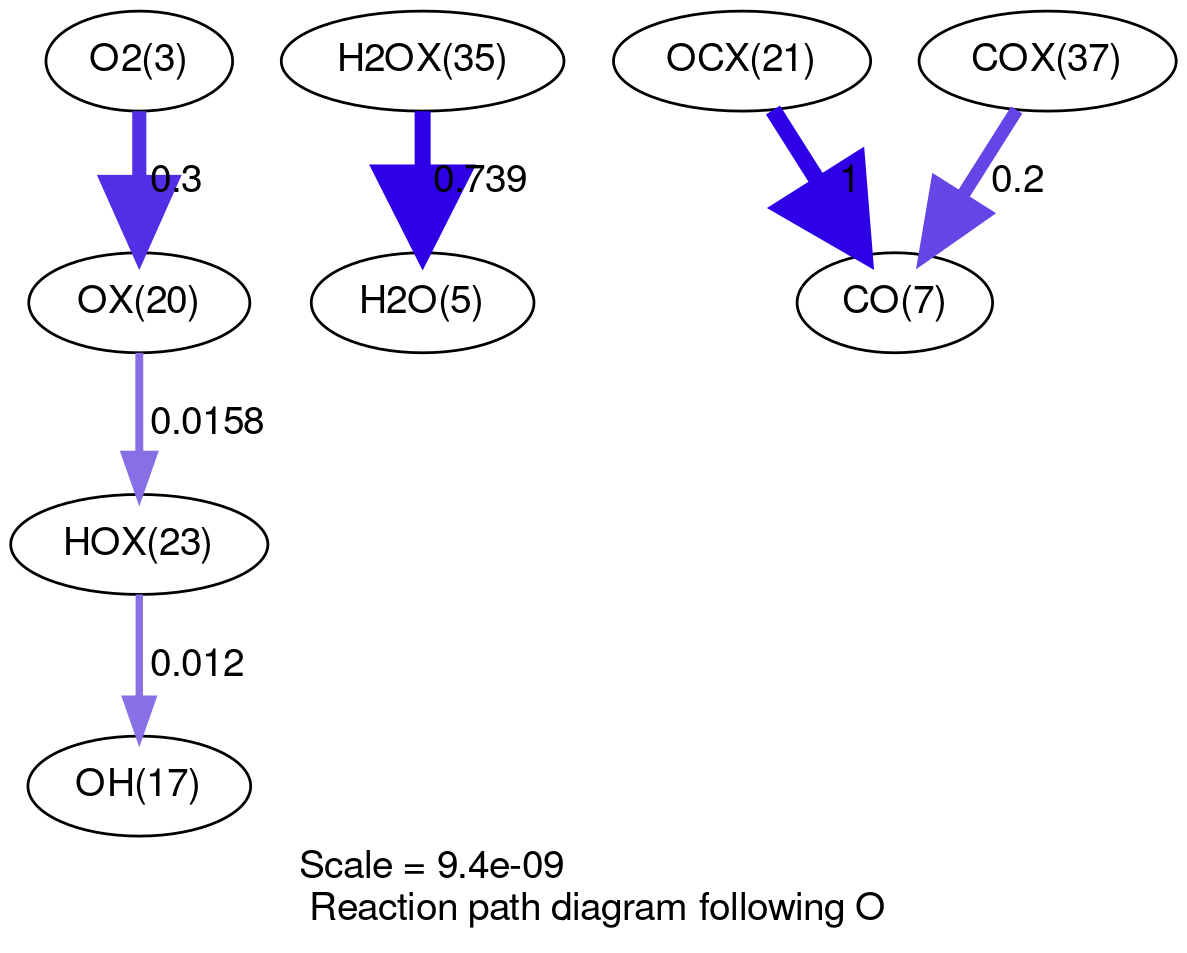 O2(3)
H2OX(35)
OCX(21)
COX(37)
0.3
0.739
1
0.2
OX(20)
H2O(5)
CO(7)
0.0158
HOX(23)
0.012
OH(17)
Scale = 9.4e-09
Reaction path diagram following O